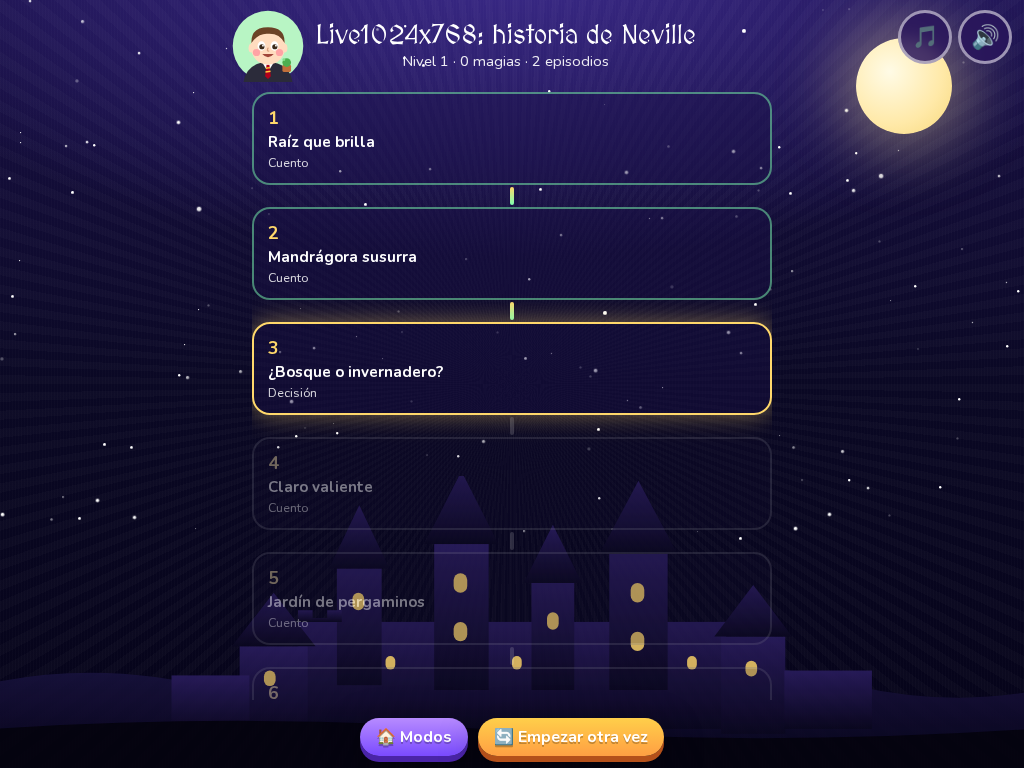 Live1024x768: historia de Neville
Nivel 1 · 0 magias · 2 episodios
1
Raíz que brilla
Cuento
2
Mandrágora susurra
Cuento
3
¿Bosque o invernadero?
Decisión
4
Claro valiente
Cuento
5
Jardín de pergaminos
Cuento
6
Modos
Empezar otra vez